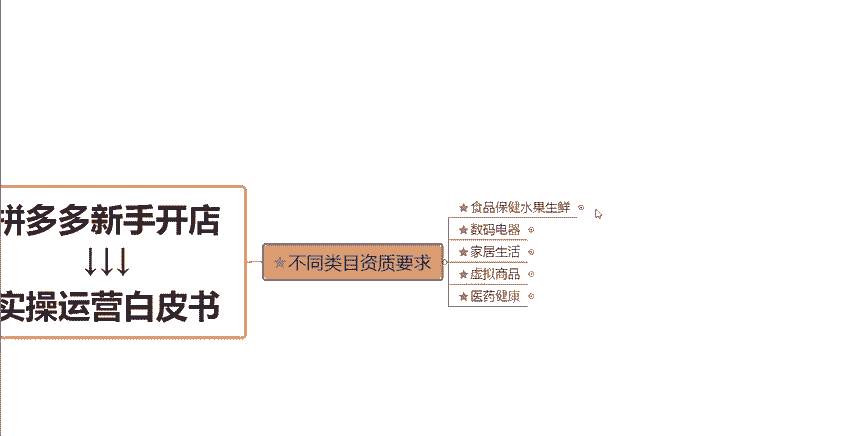 拼多多新手开店
↓↓↓
实操运营白皮书
不同类目资质要求
食品保健水果生鲜
数码电器
家居生活
虚拟商品
医药健康